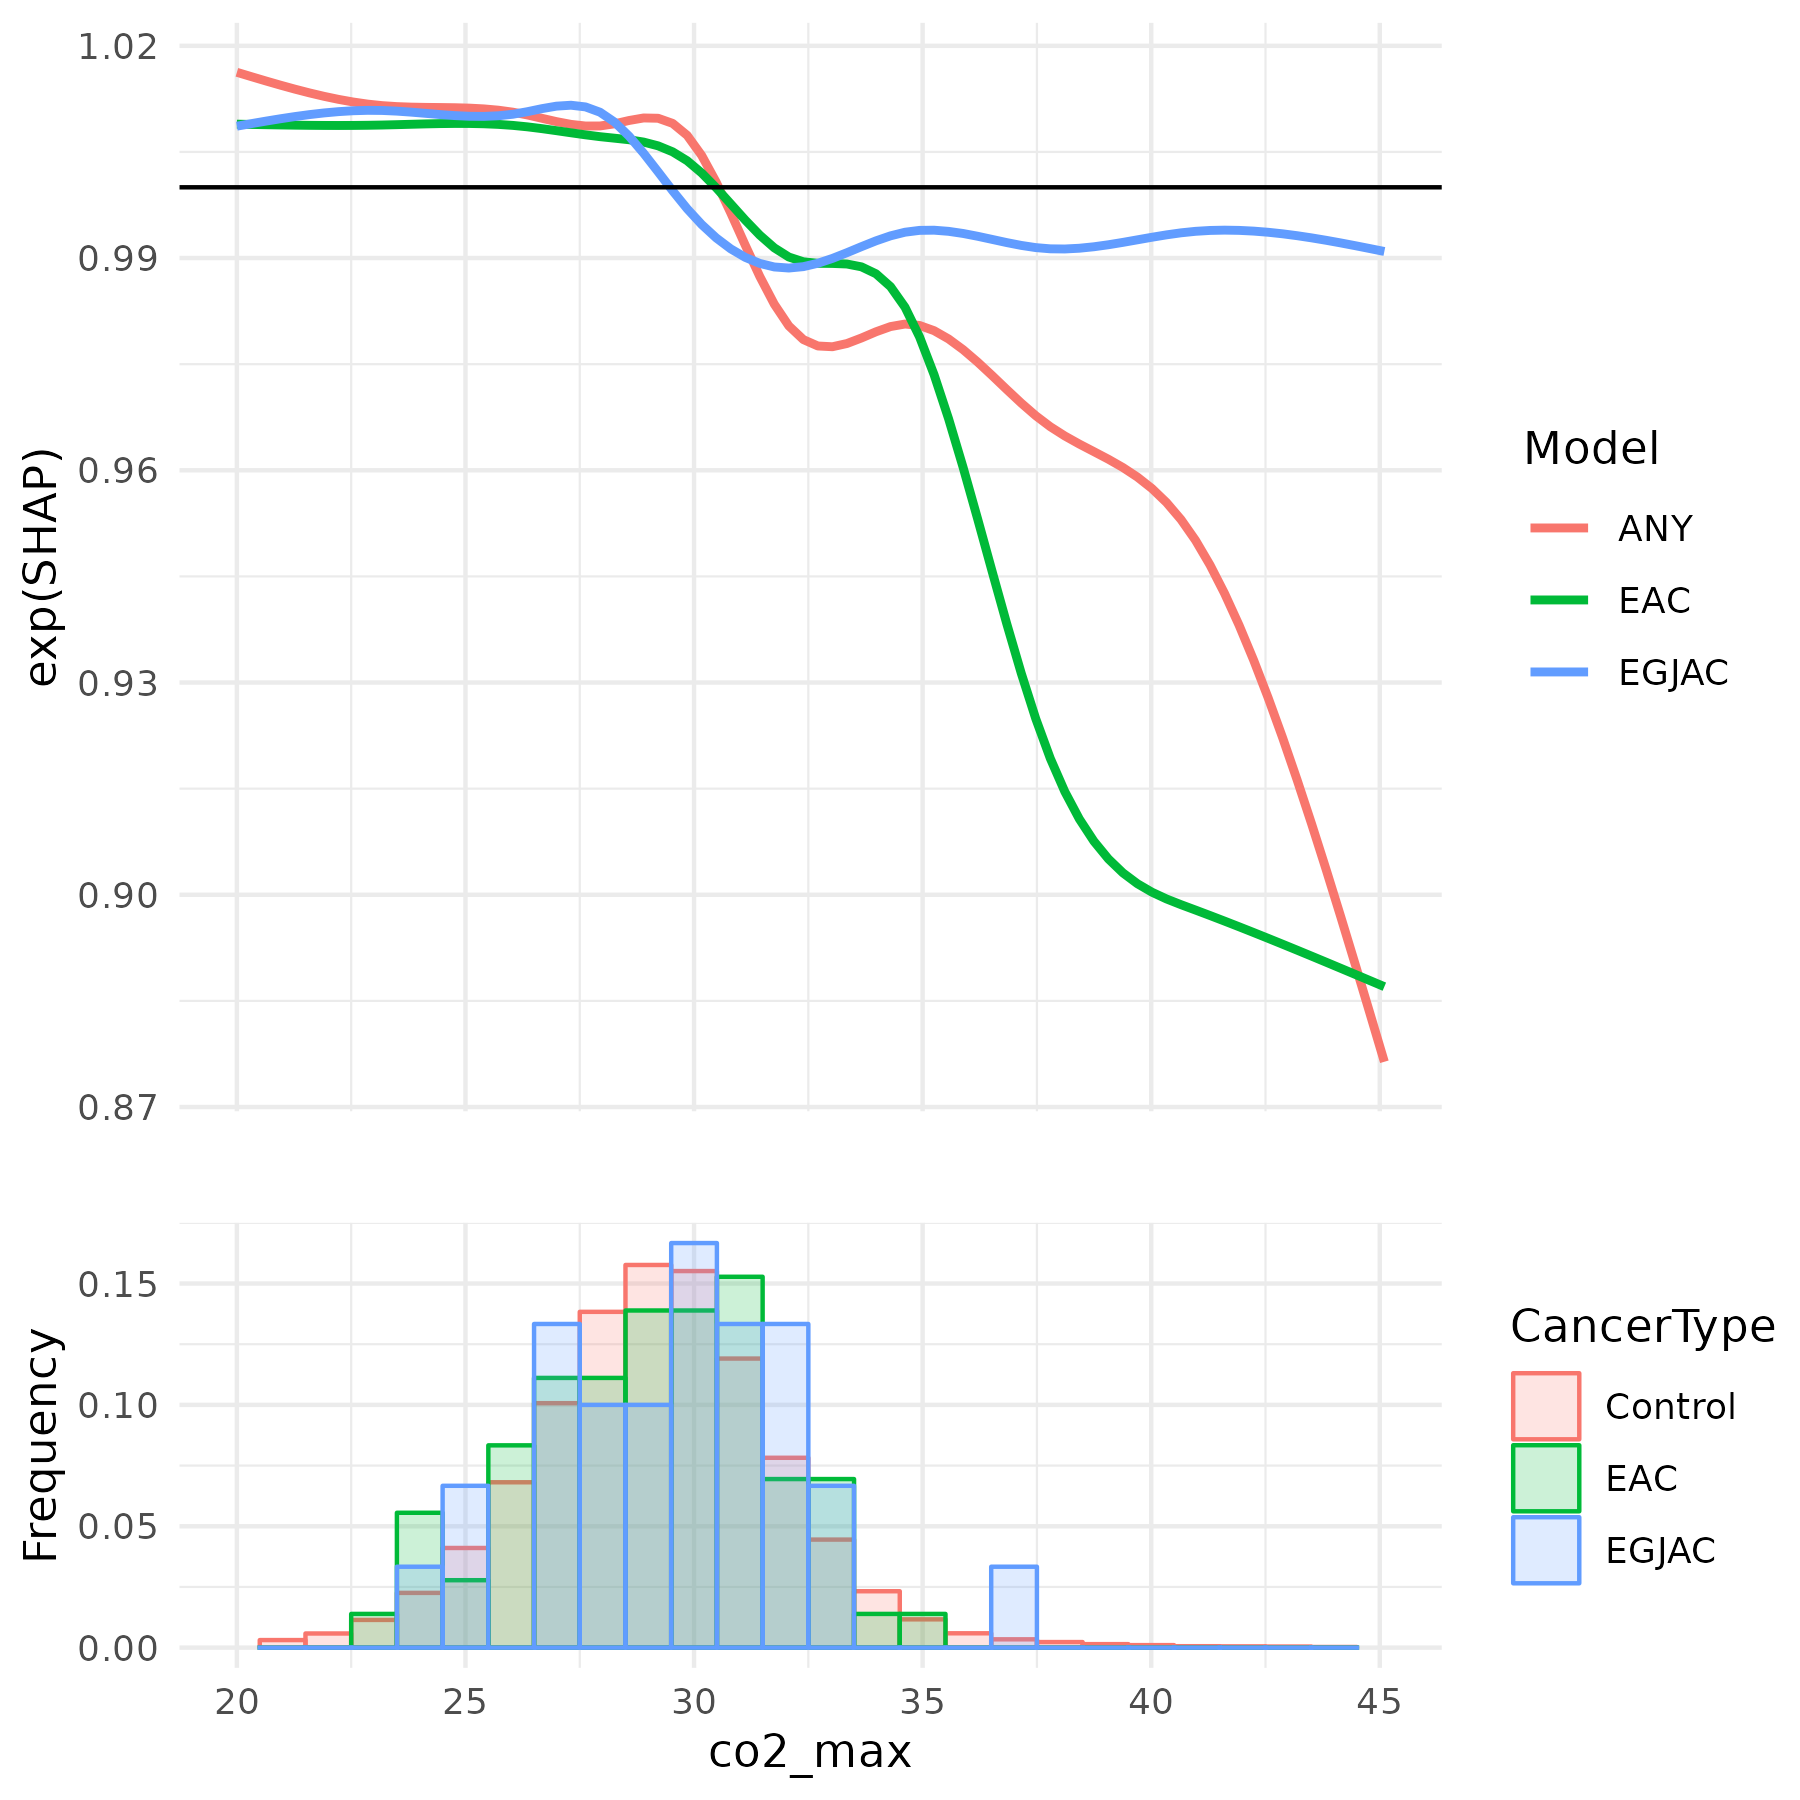 1.02
0.99
0.96
0.93
0.90
0.87
exp(SHAP)
Model
ANY
EAC
EGJAC
0.15
0.10
0.05
0.00
Frequency
20 25 30 35 40 45
co2_max
CancerType
Control
EAC
EGJAC